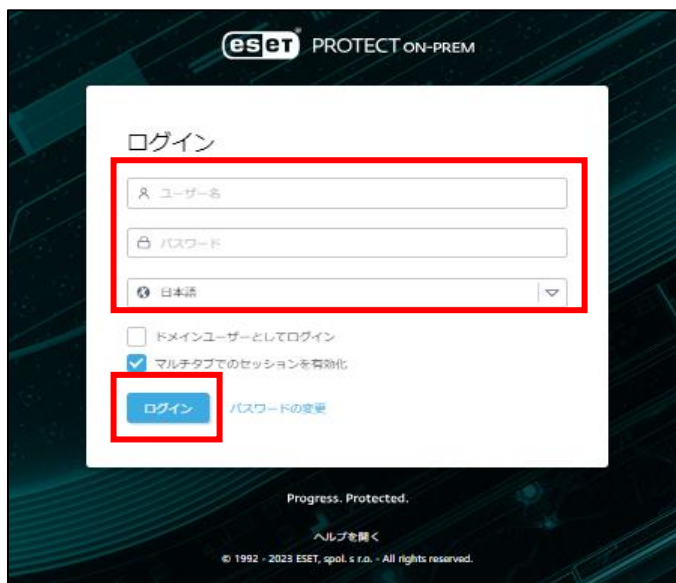 eset PROTECT ON-PREM
ログイン
ユーザー名
パスワード
日本語
ドメインユーザーとしてログイン
マルチタブでのセッションを有効化
ログイン パスワードの変更
Progress. Protected.
ヘルプを開く
© 1992 - 2023 ESET, spol. s r.o. - All rights reserved.